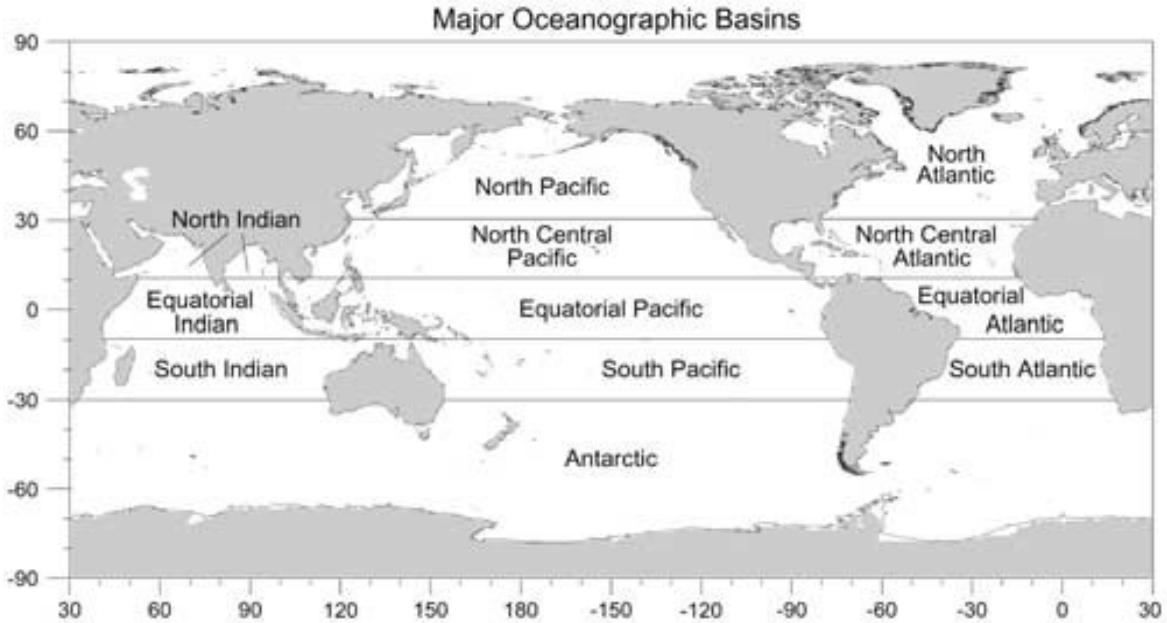 Major Oceanographic Basins
90
60
30
0
-30
-60
-90
North
Atlantic
North Pacific
North Indian
North Central
Pacific
North Central
Atlantic
Equatorial
Indian
Equatorial Pacific
Equatorial
Atlantic
South Indian
South Pacific
South Atlantic
Antarctic
30 60 90 120 150 180 -150 -120 -90 -60 -30 0 30